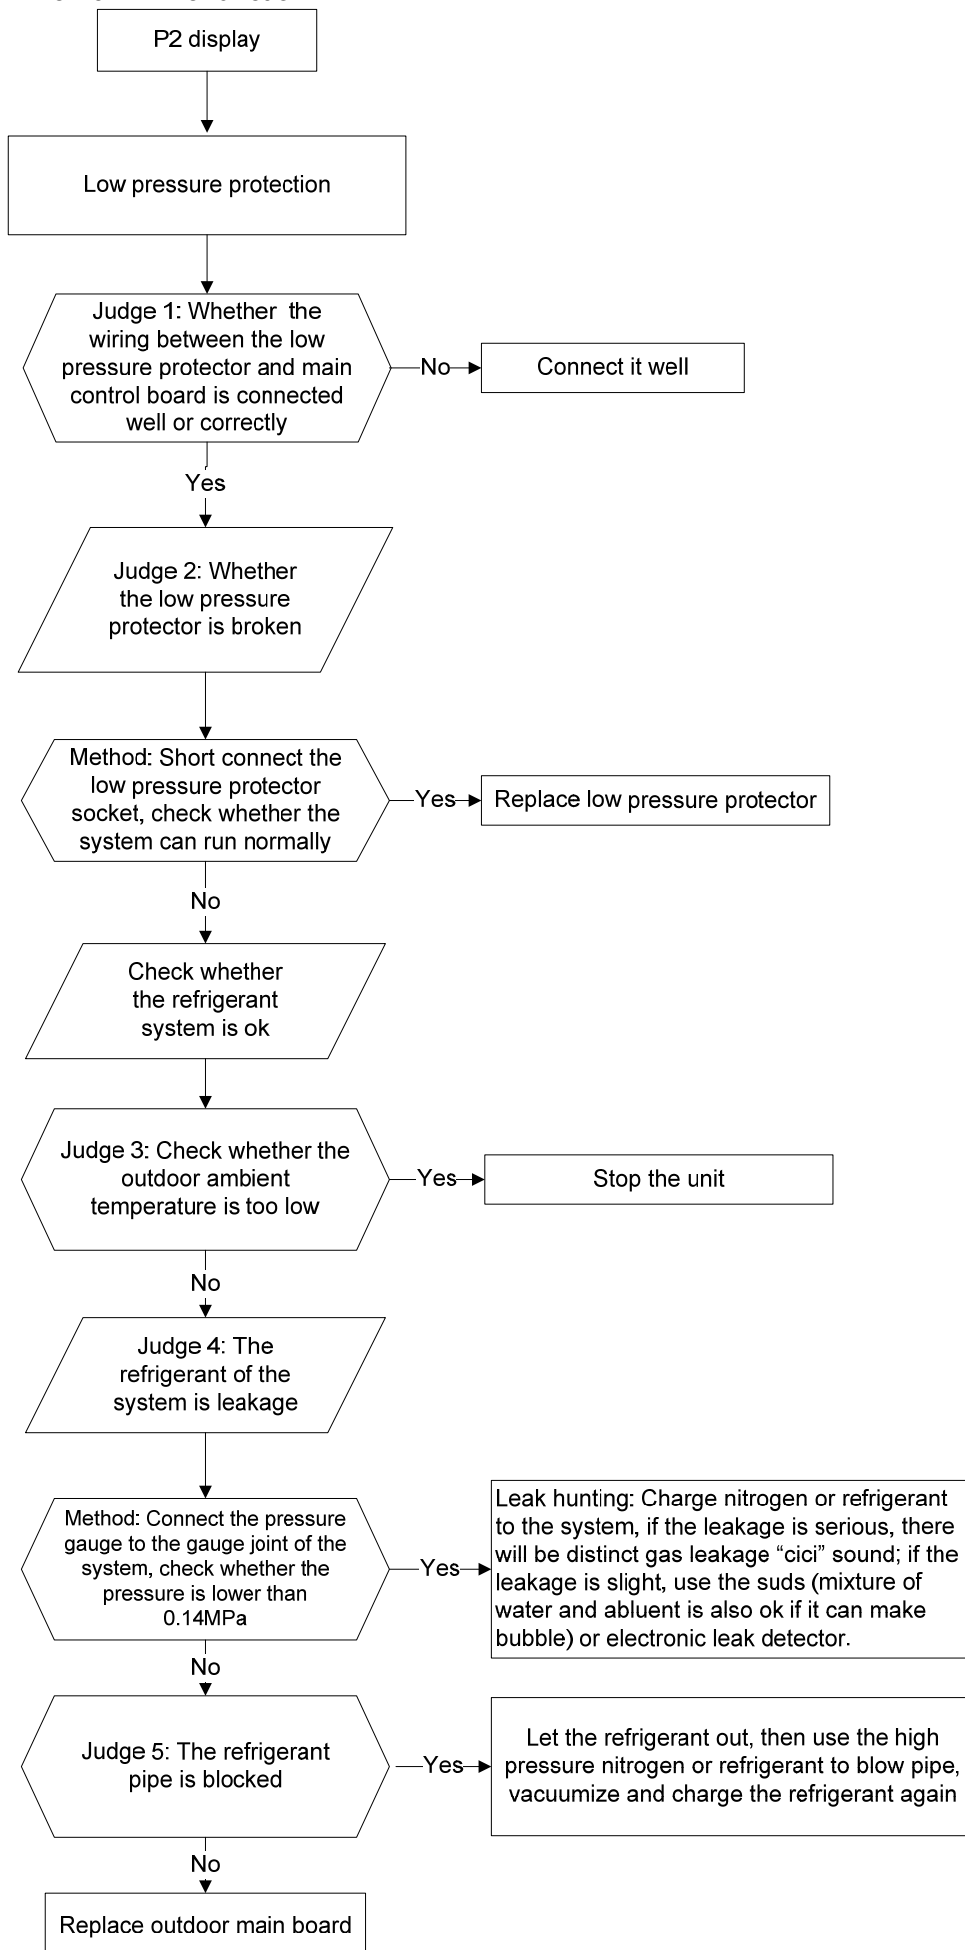 P2 display
Low pressure protection
Judge 1: Whether the
wiring between the low
pressure protector and main
control board is connected
well or correctly
No
Connect it well
Yes
Judge 2: Whether
the low pressure
protector is broken
Method: Short connect the
low pressure protector
socket, check whether the
system can run normally
Yes
Replace low pressure protector
No
Check whether
the refrigerant
system is ok
Judge 3: Check whether the
outdoor ambient
temperature is too low
Yes
Stop the unit
No
Judge 4: The
refrigerant of the
system is leakage
Method: Connect the pressure
gauge to the gauge joint of the
system, check whether the
pressure is lower than
0.14MPa
Yes
Leak hunting: Charge nitrogen or refrigerant
to the system, if the leakage is serious, there
will be distinct gas leakage “cici” sound; if the
leakage is slight, use the suds (mixture of
water and abluent is also ok if it can make
bubble) or electronic leak detector.
No
Judge 5: The refrigerant
pipe is blocked
Yes
Let the refrigerant out, then use the high
pressure nitrogen or refrigerant to blow pipe,
vacuumize and charge the refrigerant again
No
Replace outdoor main board